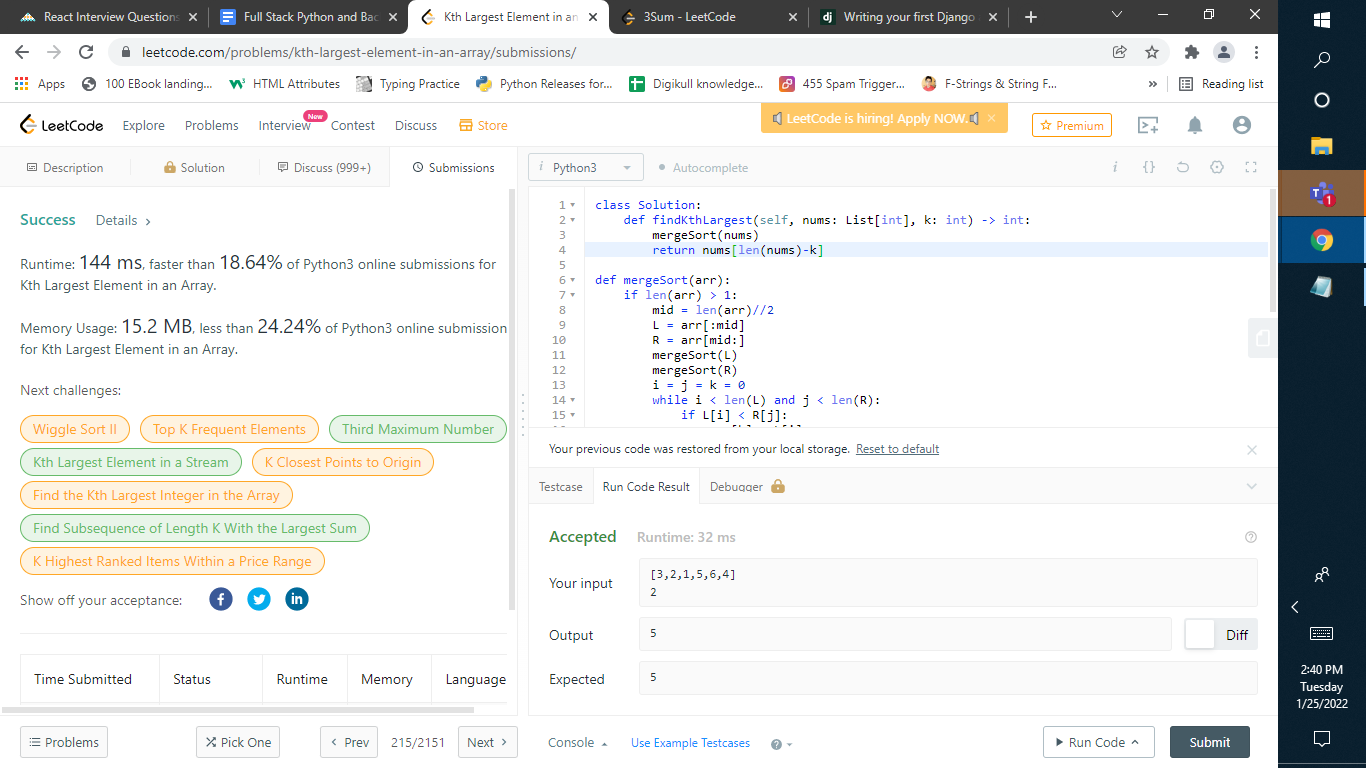 React Interview Questions
Full Stack Python and Bac
Kth Largest Element in an
3Sum - LeetCode
Writing your first Django
leetcode.com/problems/kth-largest-element-in-an-array/submissions/
Apps
100 EBook landing...
HTML Attributes
Typing Practice
Python Releases for...
Digikull knowledge...
455 Spam Trigger...
F-Strings & String F...
»
Reading list
LeetCode
Explore
Problems
Interview
New
Contest
Discuss
Store
LeetCode is hiring! Apply NOW.
Premium
Description
Solution
Discuss (999+)
Submissions
i Python3
Autocomplete
Success Details
Runtime: 144 ms, faster than 18.64% of Python3 online submissions for
Kth Largest Element in an Array.
Memory Usage: 15.2 MB, less than 24.24% of Python3 online submission
for Kth Largest Element in an Array.
Next challenges:
Wiggle Sort II
Top K Frequent Elements
Third Maximum Number
Kth Largest Element in a Stream
K Closest Points to Origin
Find the Kth Largest Integer in the Array
Find Subsequence of Length K With the Largest Sum
K Highest Ranked Items Within a Price Range
Show off your acceptance:
Time Submitted Status Runtime Memory Language
1 class Solution:
2 def findKthLargest(self, nums: List[int], k: int) -> int:
3 mergeSort(nums)
4 return nums[len(nums)-k]
5
6 def mergeSort(arr):
7 if len(arr) > 1:
8 mid = len(arr)//2
9 L = arr[:mid]
10 R = arr[mid:]
11 mergeSort(L)
12 mergeSort(R)
13 i = j = k = 0
14 while i < len(L) and j < len(R):
15 if L[i] < R[j]:
Your previous code was restored from your local storage. Reset to default
Testcase
Run Code Result
Debugger
Accepted Runtime: 32 ms
Your input
[3,2,1,5,6,4]
2
Output
5
Diff
Expected
5
Problems
Pick One
Prev
215/2151
Next
Console
Use Example Testcases
Run Code
Submit
1
2:40 PM
Tuesday
1/25/2022